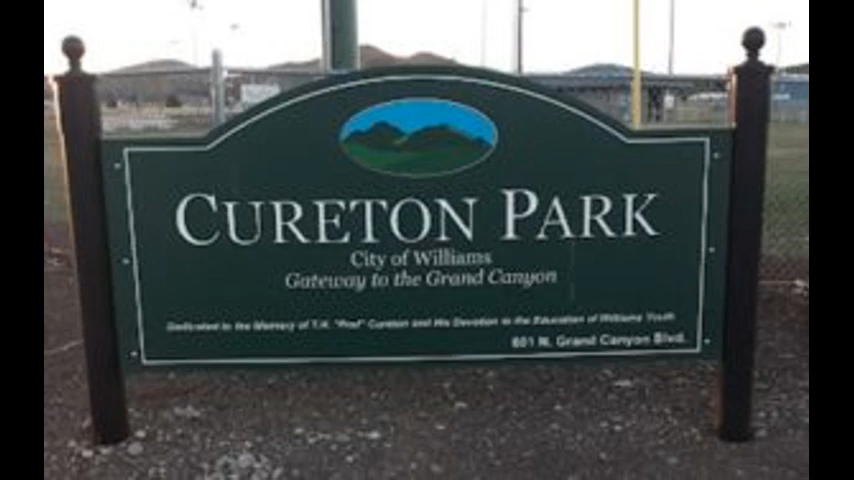 CURETON PARK
City of Williams
Gateway to the Grand Canyon
Dedicated to the Memory of T.H. "Prof" Cureton and His Devotion to the Education of Williams Youth
601 N. Grand Canyon Blvd.